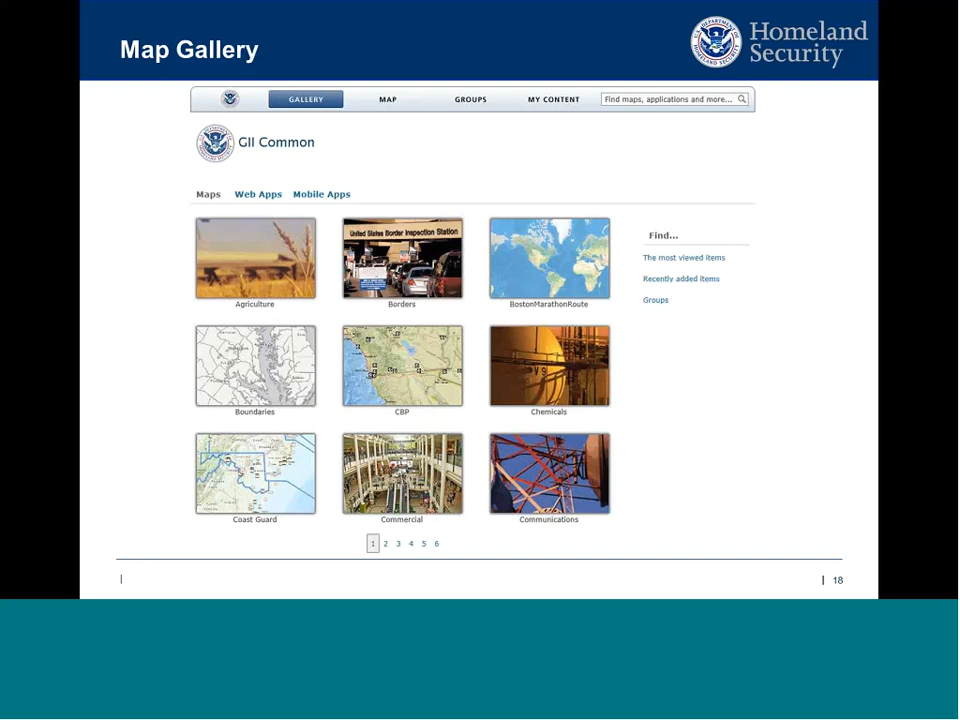 Map Gallery
Homeland
Security
GALLERY MAP GROUPS MY CONTENT Find maps, applications and more...
GII Common
Maps Web Apps Mobile Apps
Find...
The most viewed items
Recently added items
Groups
United States Border Inspection Station
Agriculture Borders BostonMarathonRoute
V9
Boundaries CBP Chemicals
Coast Guard Commercial Communications
1 2 3 4 5 6
| | 18